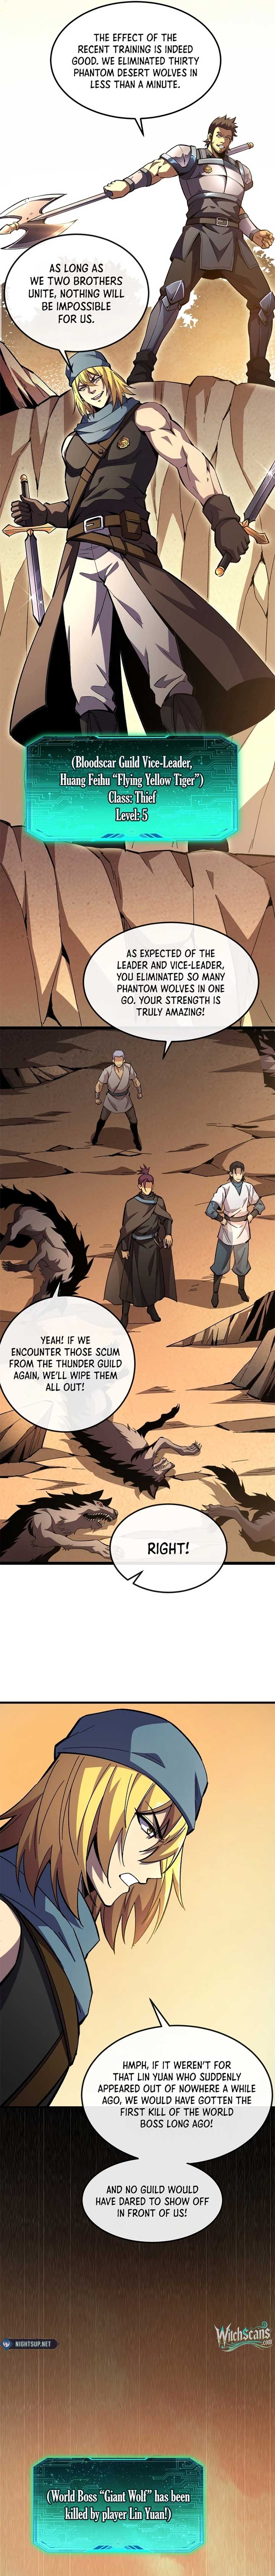 THE EFFECT OF THE
RECENT TRAINING IS INDEED
GOOD. WE ELIMINATED THIRTY
PHANTOM DESERT WOLVES IN
LESS THAN A MINUTE.
AS LONG AS
WE TWO BROTHERS
UNITE, NOTHING WILL
BE IMPOSSIBLE
FOR US.
(Bloodscar Guild Vice-Leader,
Huang Feihu "Flying Yellow Tiger")
Class: Thief
Level: 5
AS EXPECTED OF THE
LEADER AND VICE-LEADER,
YOU ELIMINATED SO MANY
PHANTOM WOLVES IN ONE
GO. YOUR STRENGTH IS
TRULY AMAZING!
YEAH! IF WE
ENCOUNTER THOSE SCUM
FROM THE THUNDER GUILD
AGAIN, WE'LL WIPE THEM
ALL OUT!
RIGHT!
HMPH, IF IT WEREN'T FOR
THAT LIN YUAN WHO SUDDENLY
APPEARED OUT OF NOWHERE A WHILE
AGO, WE WOULD HAVE GOTTEN THE
FIRST KILL OF THE WORLD
BOSS LONG AGO!
AND NO GUILD WOULD
HAVE DARED TO SHOW OFF
IN FRONT OF US!
WitchScans
.com
NIGHTSUP.NET
(World Boss "Giant Wolf" has been
killed by player Lin Yuan!)